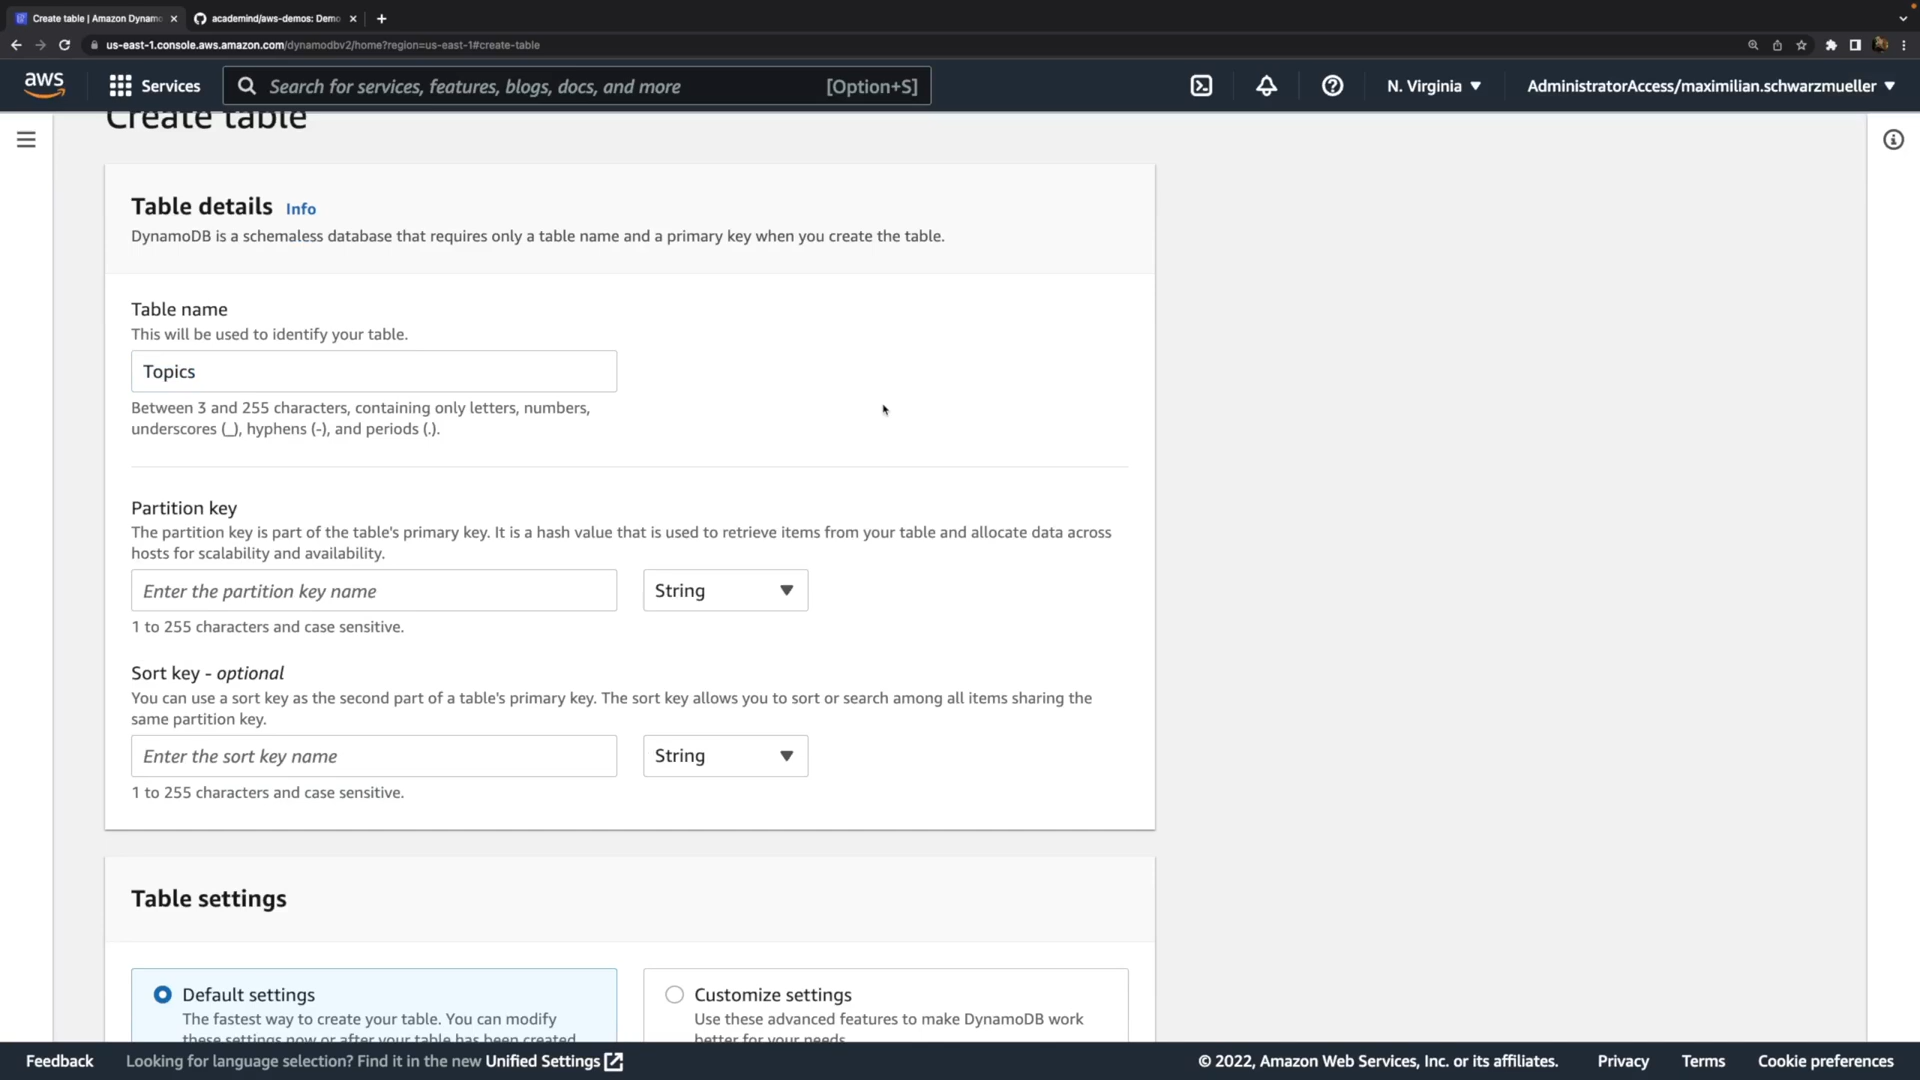 Create table | Amazon Dynamo
academind/aws-demos: Demo
us-east-1.console.aws.amazon.com/dynamodbv2/home?region=us-east-1#create-table
aws
Services
Search for services, features, blogs, docs, and more
[Option+S]
N. Virginia
AdministratorAccess/maximilian.schwarzmueller
Create table
Table details
Info
DynamoDB is a schemaless database that requires only a table name and a primary key when you create the table.
Table name
This will be used to identify your table.
Topics
Between 3 and 255 characters, containing only letters, numbers,
underscores (_), hyphens (-), and periods (.).
Partition key
The partition key is part of the table's primary key. It is a hash value that is used to retrieve items from your table and allocate data across
hosts for scalability and availability.
Enter the partition key name
String
1 to 255 characters and case sensitive.
Sort key - optional
You can use a sort key as the second part of a table's primary key. The sort key allows you to sort or search among all items sharing the
same partition key.
Enter the sort key name
String
1 to 255 characters and case sensitive.
Table settings
Default settings
The fastest way to create your table. You can modify
these settings now or after your table has been created
Customize settings
Use these advanced features to make DynamoDB work
better for your needs
Feedback
Looking for language selection? Find it in the new Unified Settings
© 2022, Amazon Web Services, Inc. or its affiliates.
Privacy
Terms
Cookie preferences